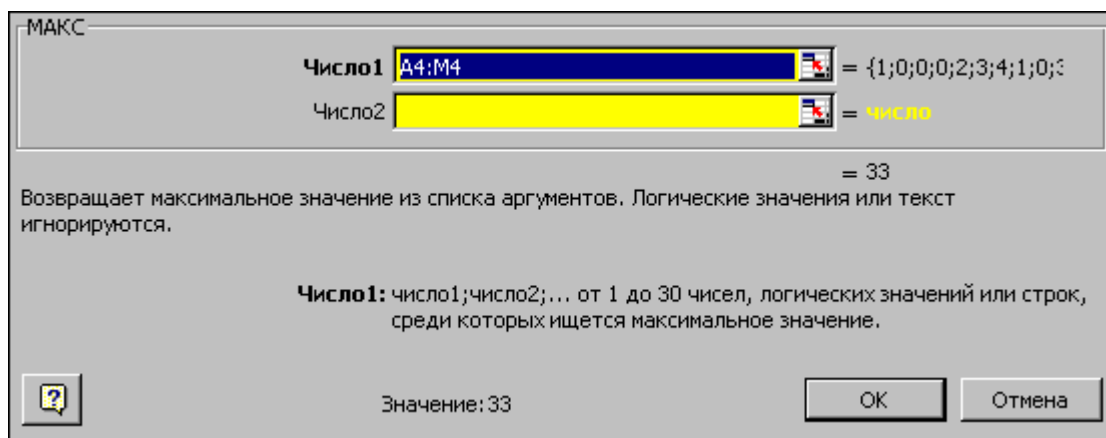 МАКС
Число1 A4:M4 = {1;0;0;0;2;3;4;1;0;3
Число2 = число
= 33
Возвращает максимальное значение из списка аргументов. Логические значения или текст
игнорируются.
Число1: число1;число2;... от 1 до 30 чисел, логических значений или строк,
среди которых ищется максимальное значение.
? Значение:33 OK Отмена